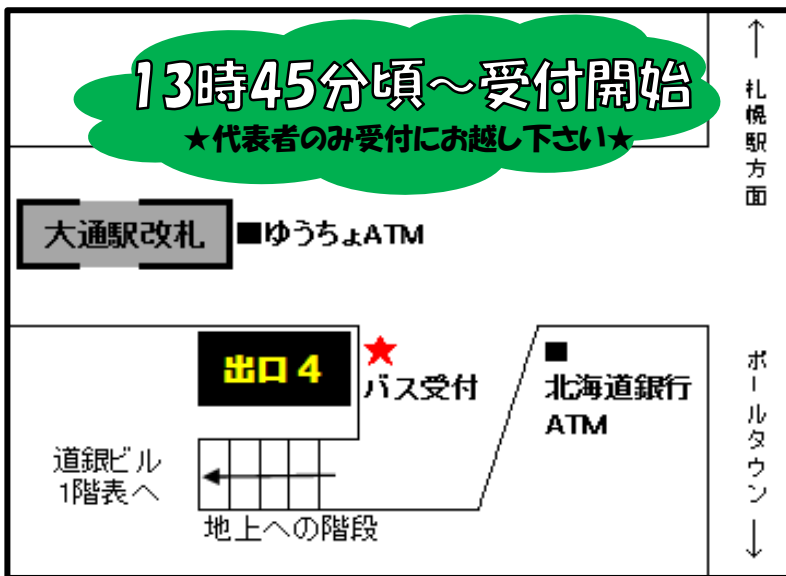 13時45分頃～受付開始
★代表者のみ受付にお越し下さい★
↑札幌駅方面
大通駅改札
■ゆうちょATM
出口4
★
バス受付
■
北海道銀行
ATM
ポールタウン↓
道銀ビル
1階表へ
地上への階段